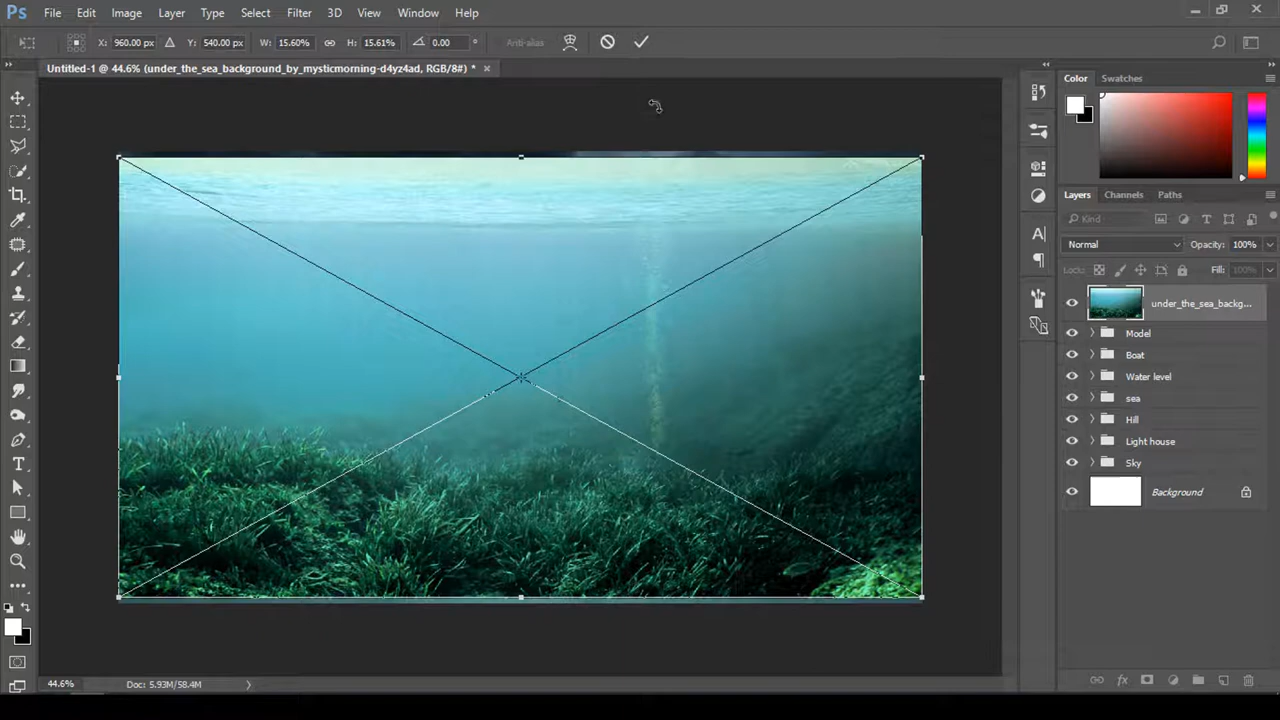 Ps File Edit Image Layer Type Select Filter 3D View Window Help
X: 960.00 px Y: 540.00 px W: 15.60% H: 15.61% 0.00 ° Anti-alias
Untitled-1 @ 44.6% (under_the_sea_background_by_mysticmorning-d4yz4ad, RGB/8#) *
Color Swatches
Layers Channels Paths
Kind
Normal Opacity: 100%
Lock: Fill: 100%
under_the_sea_backg...
Model
Boat
Water level
sea
Hill
Light house
Sky
Background
44.6% Doc: 5.93M/58.4M